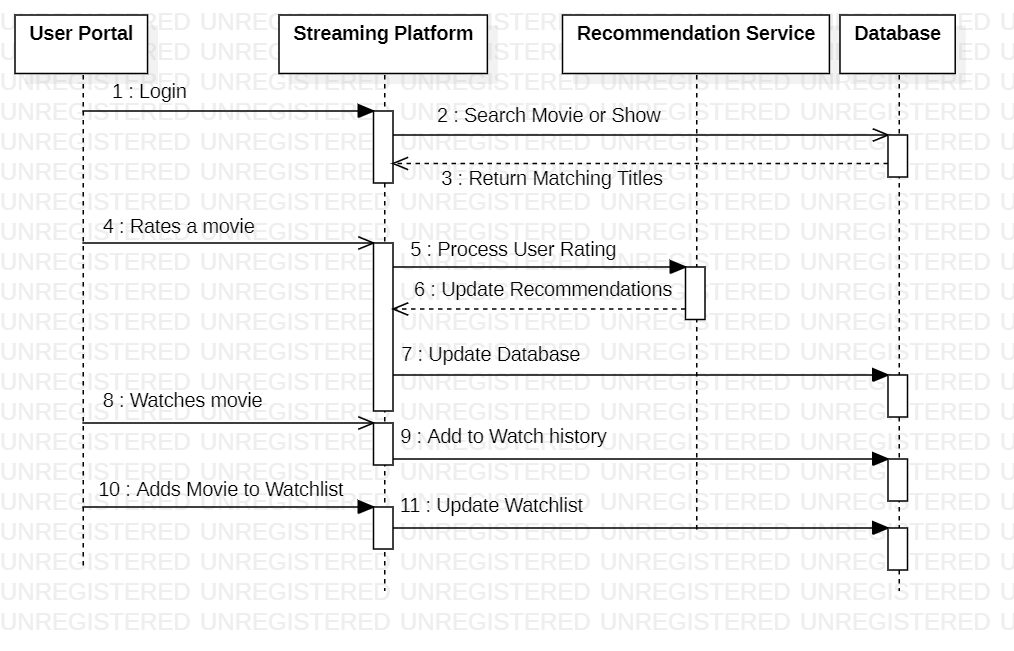 User Portal
Streaming Platform
Recommendation Service
Database
1 : Login
2 : Search Movie or Show
3 : Return Matching Titles
4 : Rates a movie
5 : Process User Rating
6 : Update Recommendations
7 : Update Database
8 : Watches movie
9 : Add to Watch history
10 : Adds Movie to Watchlist
11 : Update Watchlist
UNREGISTERED